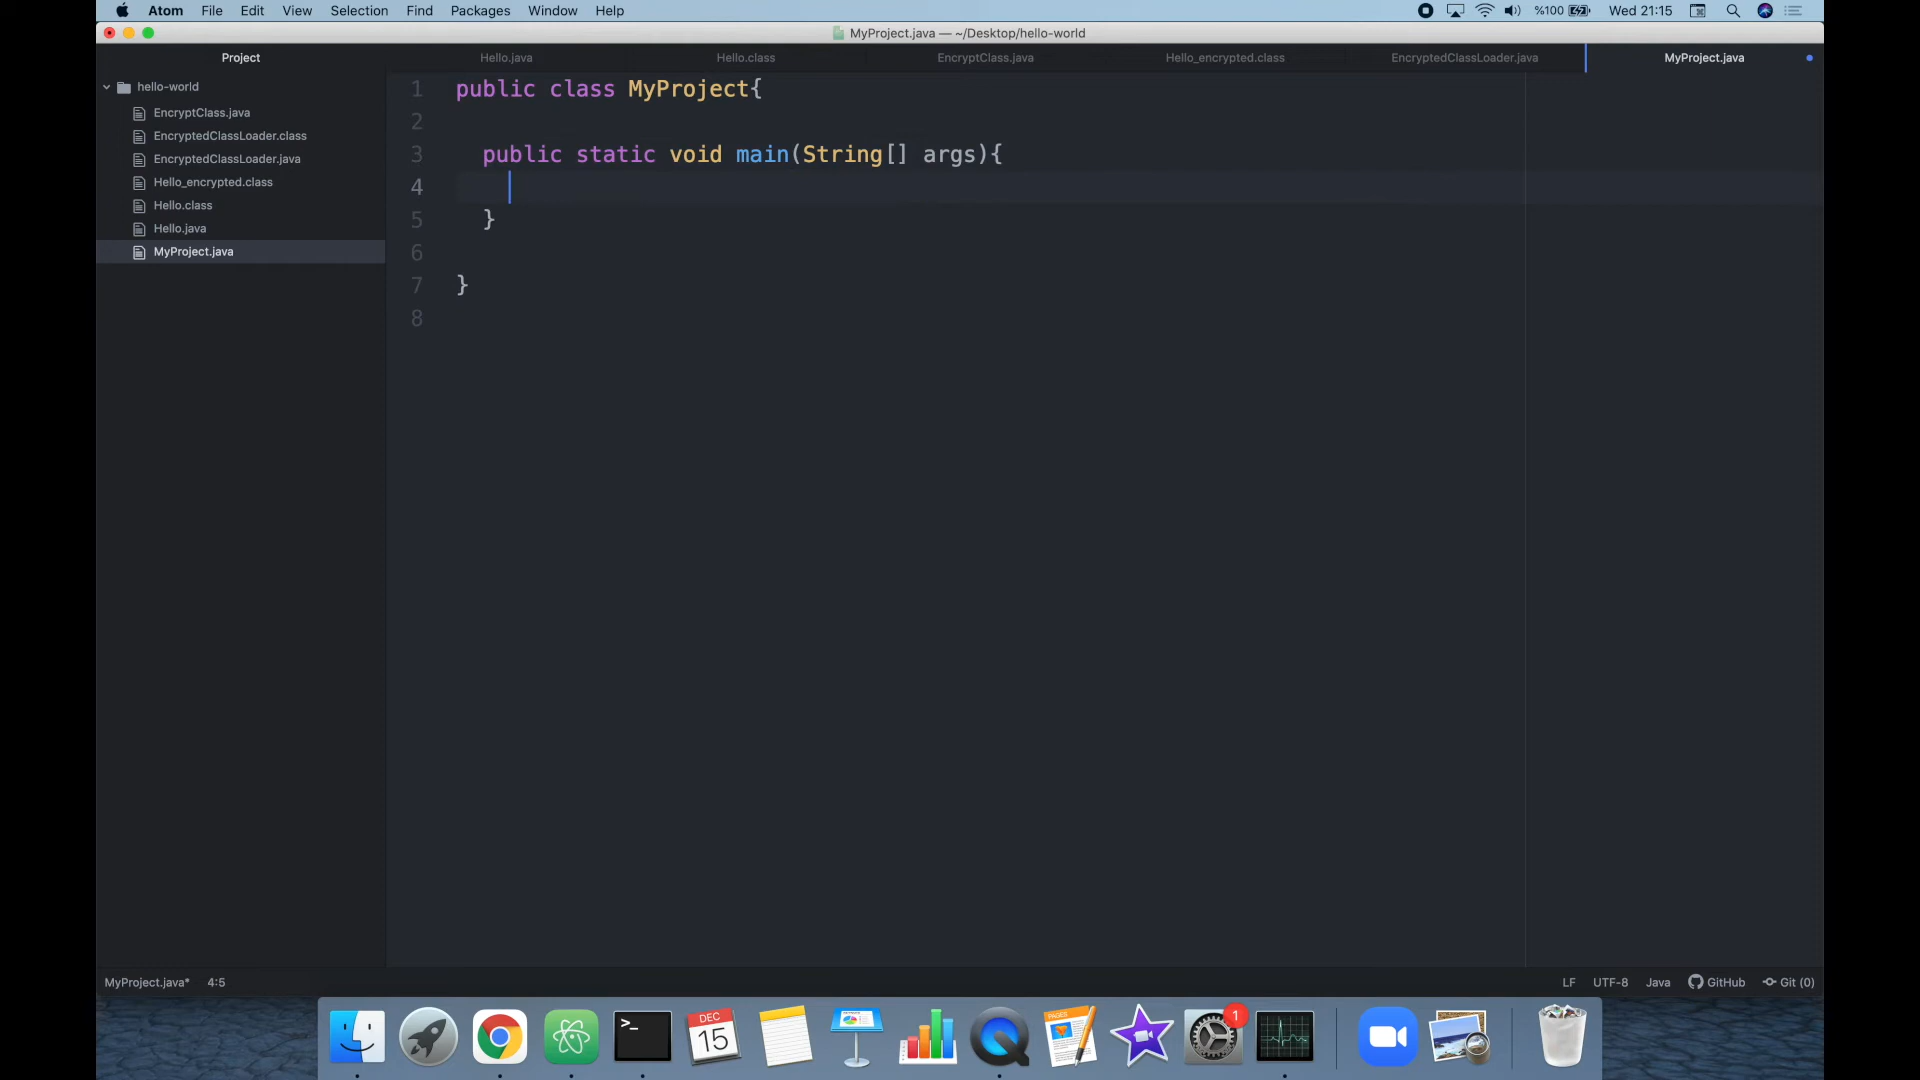 Atom File Edit View Selection Find Packages Window Help %100 Wed 21:15
MyProject.java — ~/Desktop/hello-world
Project Hello.java Hello.class EncryptClass.java Hello_encrypted.class EncryptedClassLoader.java MyProject.java
hello-world
EncryptClass.java
EncryptedClassLoader.class
EncryptedClassLoader.java
Hello_encrypted.class
Hello.class
Hello.java
MyProject.java
1 public class MyProject{
2
3 public static void main(String[] args){
4
5 }
6
7 }
8
MyProject.java* 4:5 LF UTF-8 Java GitHub Git (0)
>_
DEC
15
PAGES
1